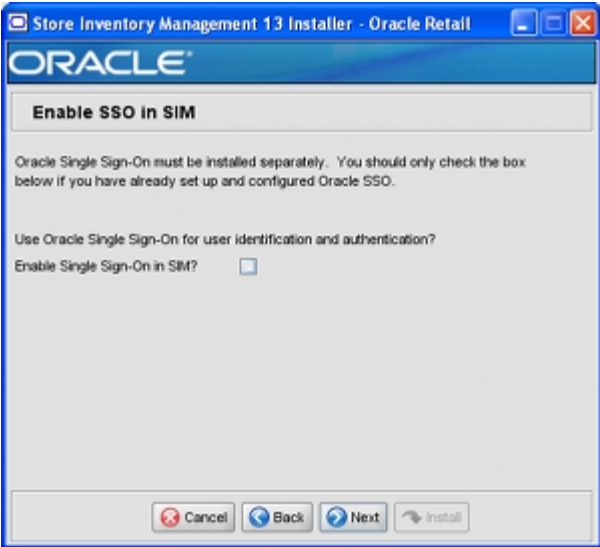 Store Inventory Management 13 Installer - Oracle Retail
ORACLE®
Enable SSO in SIM
Oracle Single Sign-On must be installed separately. You should only check the box
below if you have already set up and configured Oracle SSO.
Use Oracle Single Sign-On for user identification and authentication?
Enable Single Sign-On in SIM?
Cancel Back Next Install